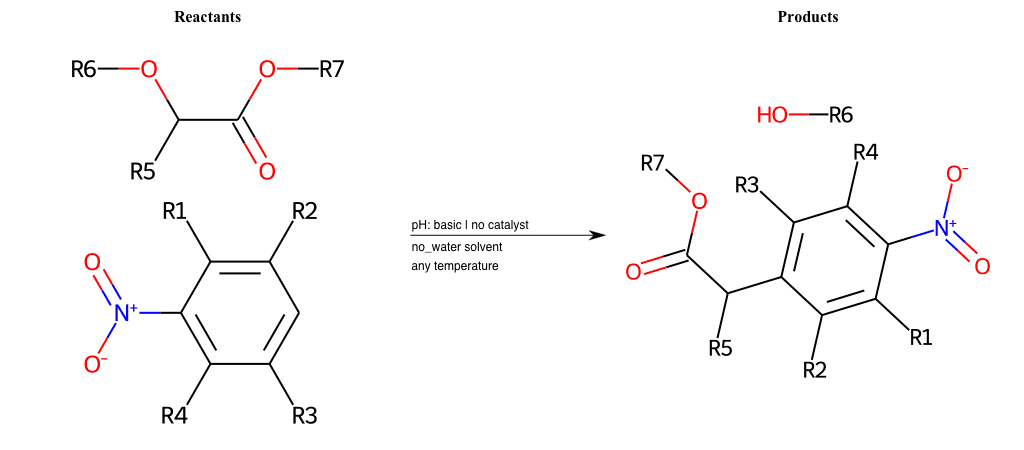 Reactants
Products
R6 O O R7
R5 O
HO R6
R7 R4
R3 O⁻
O N⁺
O O
R5 R1
R2
R1 R2
O
N⁺
O⁻
R4 R3
pH: basic | no catalyst
no_water solvent
any temperature